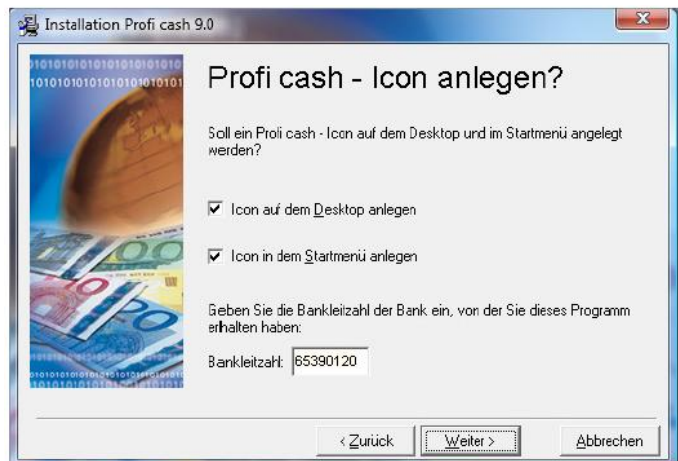 Installation Profi cash 9.0
01010101010101010101010
10101010101010101010101
Profi cash - Icon anlegen?
Soll ein Profi cash - Icon auf dem Desktop und im Startmenü angelegt
werden?
Icon auf dem Desktop anlegen
Icon in dem Startmenü anlegen
Geben Sie die Bankleitzahl der Bank ein, von der Sie dieses Programm
erhalten haben:
Bankleitzahl: 65390120
< Zurück Weiter > Abbrechen